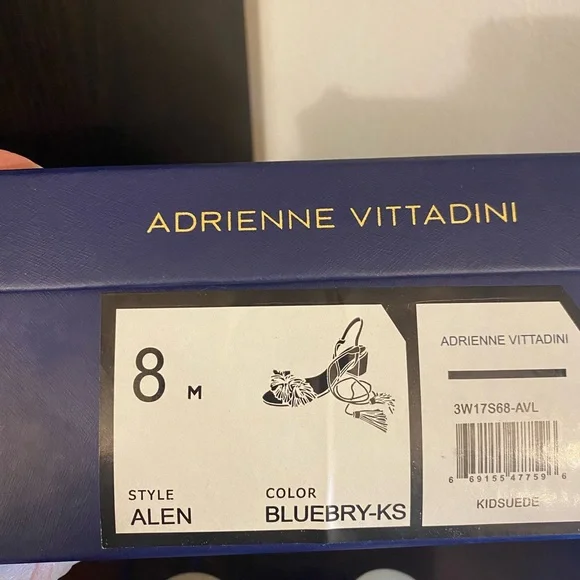 ADRIENNE VITTADINI
8 M
STYLE
ALEN
COLOR
BLUEBRY-KS
ADRIENNE VITTADINI
3W17S68-AVL
6 69155 47759 6
KIDSUEDE